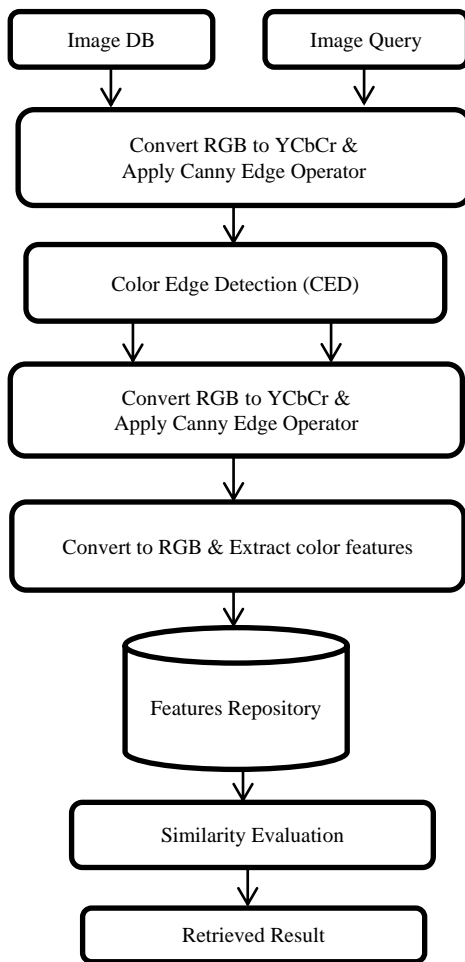 Image DB
Image Query
Convert RGB to YCbCr &
Apply Canny Edge Operator
Color Edge Detection (CED)
Convert RGB to YCbCr &
Apply Canny Edge Operator
Convert to RGB & Extract color features
Features Repository
Similarity Evaluation
Retrieved Result